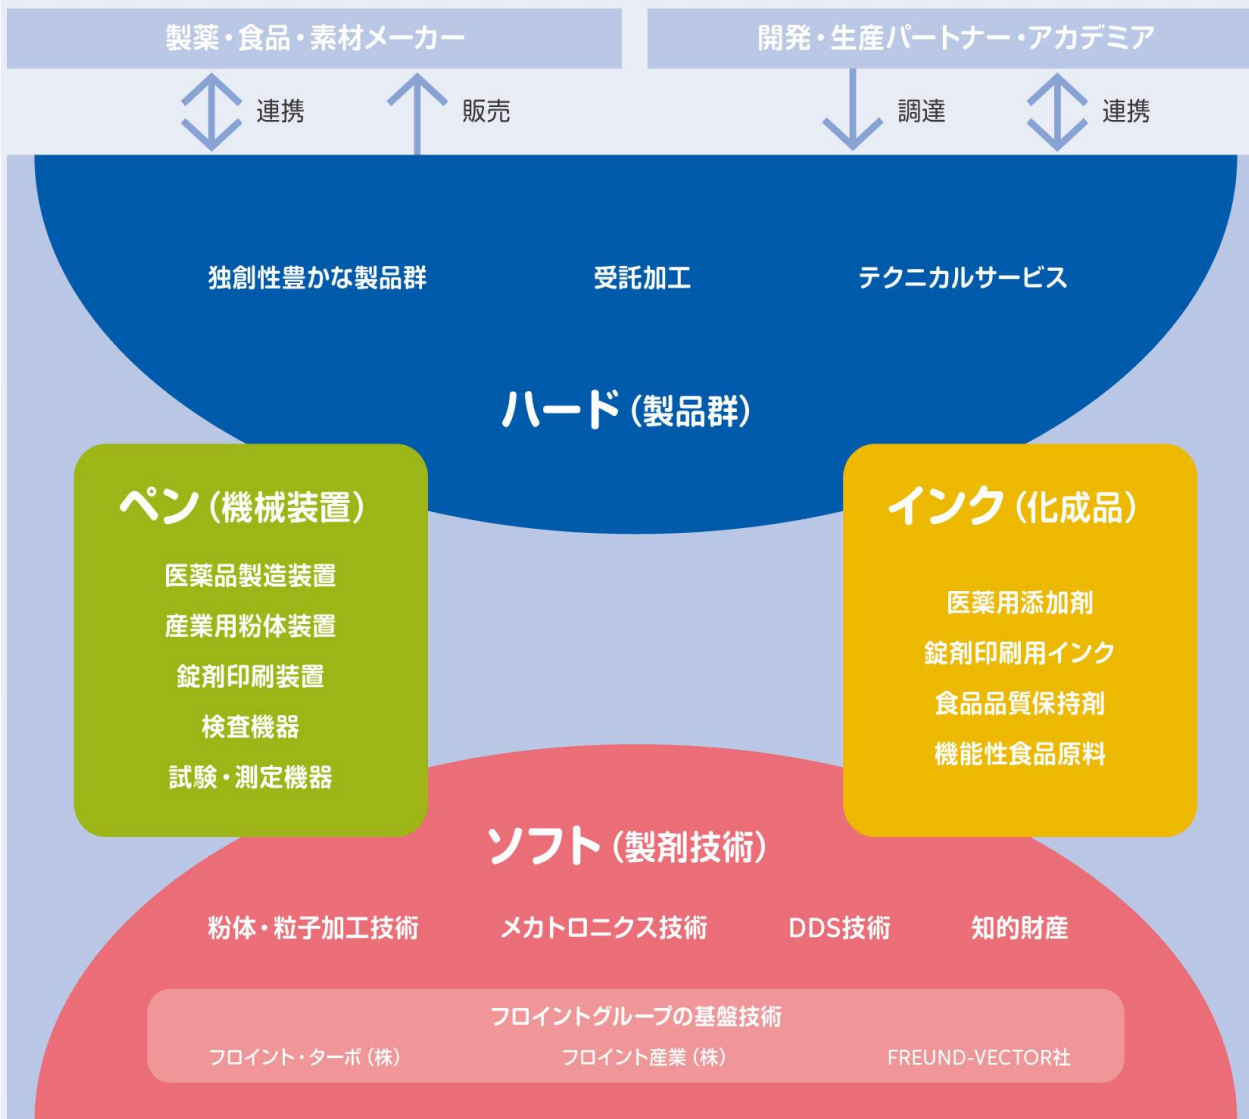 製薬・食品・素材メーカー
開発・生産パートナー・アカデミア
連携
販売
調達
連携
独創性豊かな製品群
受託加工
テクニカルサービス
ハード（製品群）
ペン（機械装置）
医薬品製造装置
産業用粉体装置
錠剤印刷装置
検査機器
試験・測定機器
インク（化成品）
医薬用添加剤
錠剤印刷用インク
食品品質保持剤
機能性食品原料
ソフト（製剤技術）
粉体・粒子加工技術
メカトロニクス技術
DDS技術
知的財産
フロイントグループの基盤技術
フロイント・ターボ（株）
フロイント産業（株）
FREUND-VECTOR社